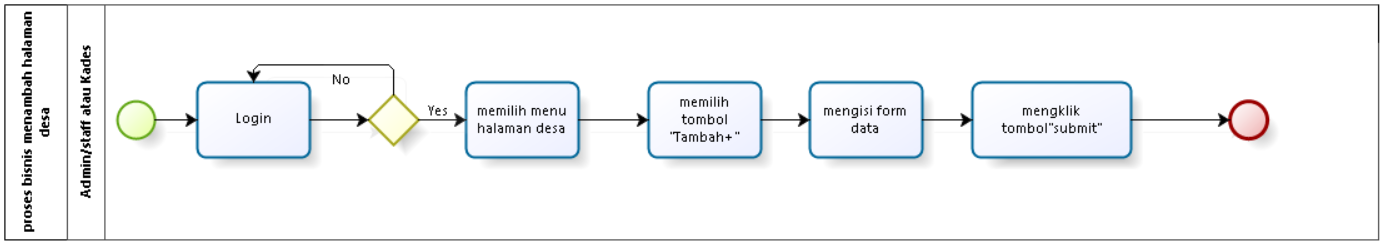 proses bisnis menambah halaman
desa
Admin/staff atau Kades
Login
No
Yes
memilih menu
halaman desa
memilih
tombol
"Tambah+"
mengisi form
data
mengklik
tombol"submit"